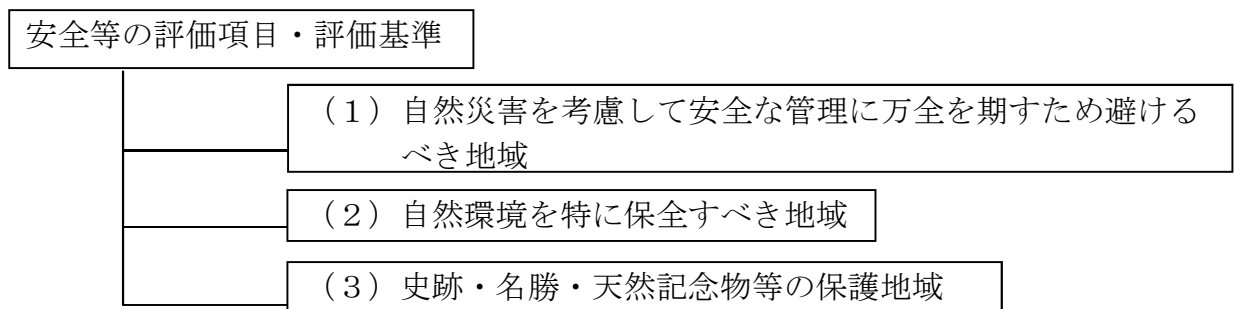 安全等の評価項目・評価基準
(1)自然災害を考慮して安全な管理に万全を期すため避ける
べき地域
(2)自然環境を特に保全すべき地域
(3)史跡・名勝・天然記念物等の保護地域